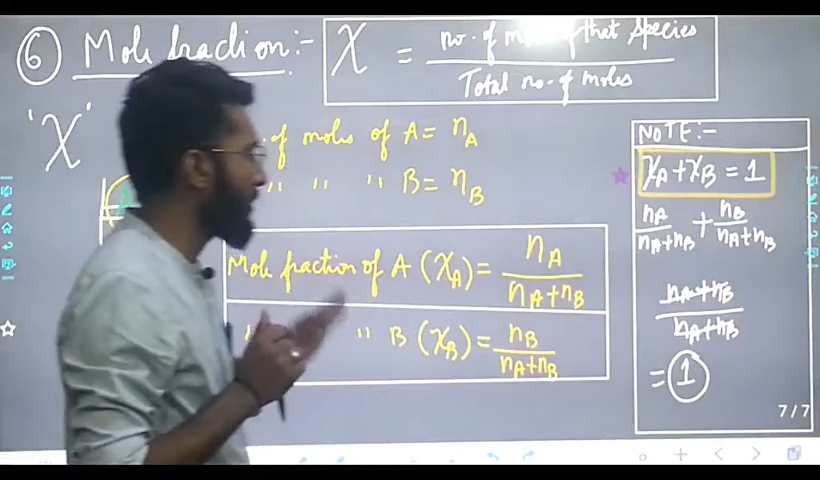 ⑥ Mole fraction:-
χ = no. of moles of that species / Total no. of moles
'χ'
of moles of A = nA
" " " B = nB
Mole fraction of A (χA) = nA / nA+nB
" B (χB) = nB / nA+nB
NOTE:-
χA + χB = 1
nA / nA+nB + nB / nA+nB
nA+nB / nA+nB
= 1
7/7